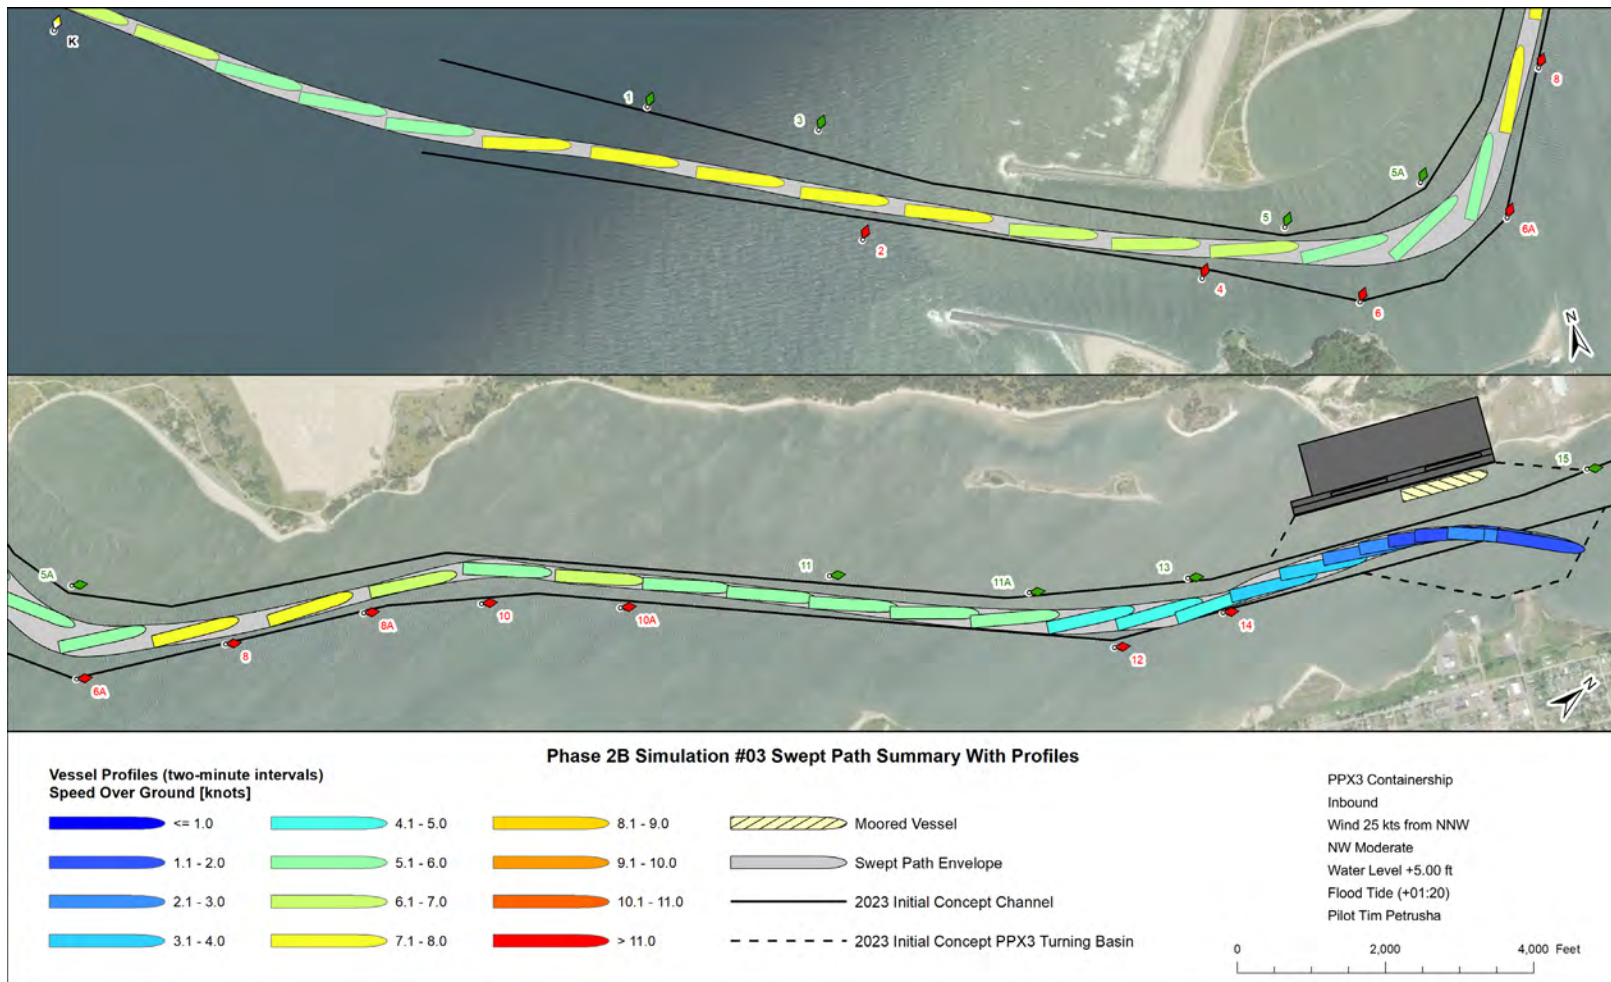 K
1
3
5A
8
5
6A
2
4
6
N
15
5A
11
11A
13
8A
10
10A
8
14
12
6A
N
Phase 2B Simulation #03 Swept Path Summary With Profiles
Vessel Profiles (two-minute intervals)
Speed Over Ground [knots]
<= 1.0
4.1 - 5.0
8.1 - 9.0
Moored Vessel
1.1 - 2.0
5.1 - 6.0
9.1 - 10.0
Swept Path Envelope
2.1 - 3.0
6.1 - 7.0
10.1 - 11.0
2023 Initial Concept Channel
3.1 - 4.0
7.1 - 8.0
> 11.0
2023 Initial Concept PPX3 Turning Basin
PPX3 Containership
Inbound
Wind 25 kts from NNW
NW Moderate
Water Level +5.00 ft
Flood Tide (+01:20)
Pilot Tim Petrusha
0 2,000 4,000 Feet